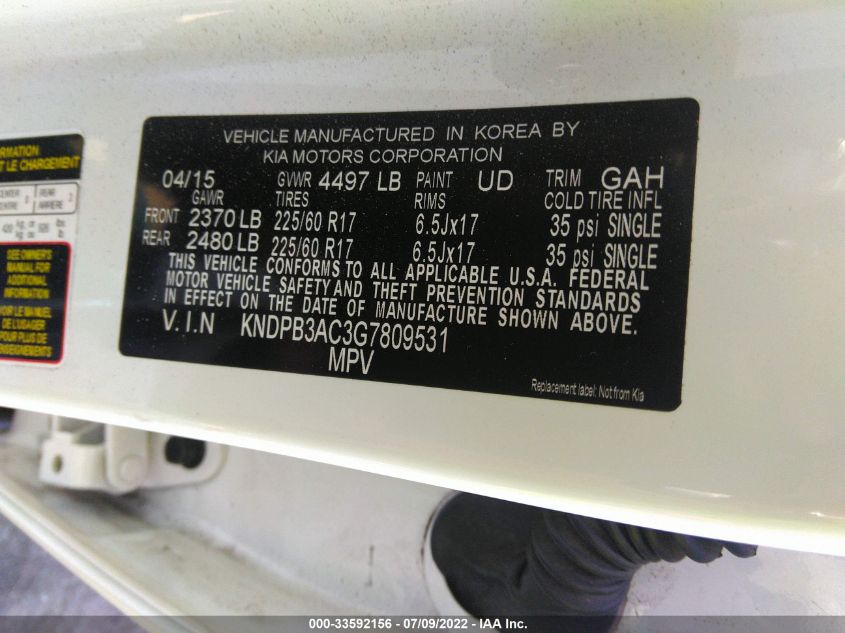 VEHICLE MANUFACTURED IN KOREA BY
KIA MOTORS CORPORATION
04/15 GVWR 4497 LB PAINT UD TRIM GAH
GAWR TIRES RIMS COLD TIRE INFL
FRONT 2370 LB 225/60 R17 6.5Jx17 35 psi SINGLE
REAR 2480 LB 225/60 R17 6.5Jx17 35 psi SINGLE
THIS VEHICLE CONFORMS TO ALL APPLICABLE U.S.A. FEDERAL
MOTOR VEHICLE SAFETY AND THEFT PREVENTION STANDARDS
IN EFFECT ON THE DATE OF MANUFACTURE SHOWN ABOVE.
V.I.N KNDPB3AC3G7809531
MPV
Replacement label: Not from Kia
ET LE CHARGEMENT
REAR
ARRIERE
SEE OWNER'S
MANUAL FOR
ADDITIONAL
INFORMATION
VOIR LE MANUEL
DE L'USAGER
POUR PLUS DE
RENSEIGNEMENTS
000-33592156 - 07/09/2022 - IAA Inc.